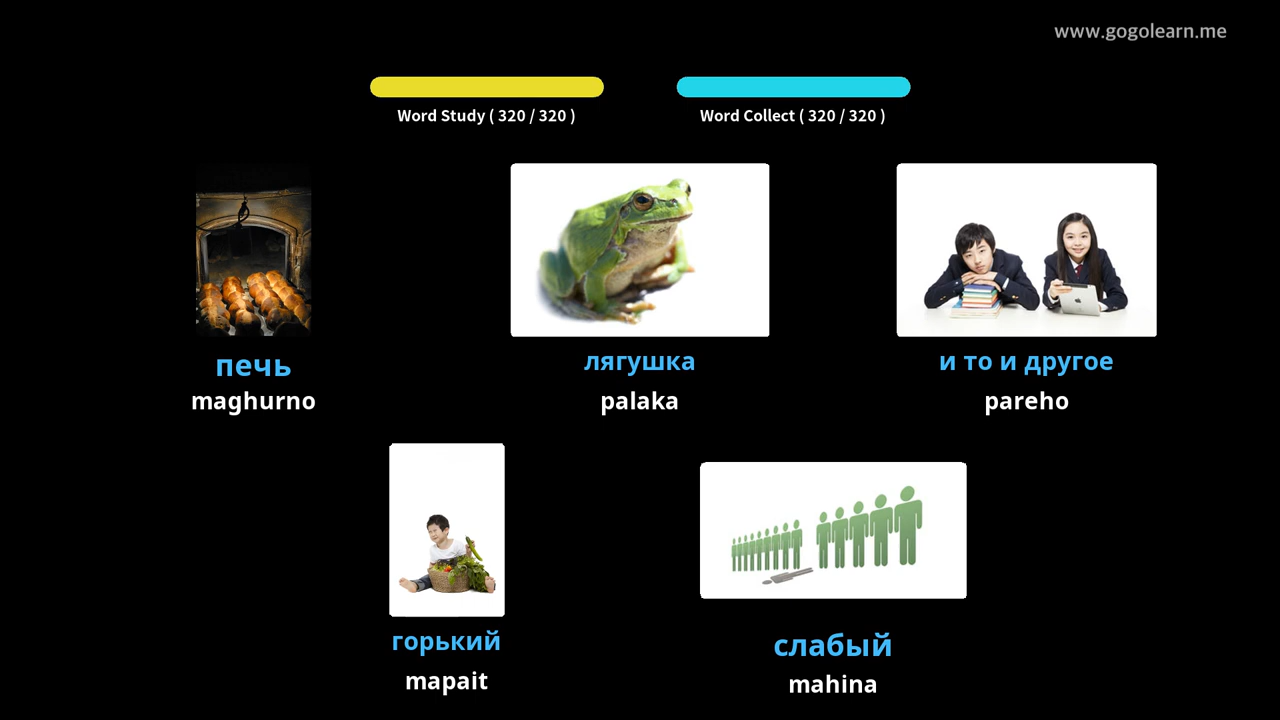 www.gogolearn.me
Word Study ( 320 / 320 )
Word Collect ( 320 / 320 )
печь
maghurno
лягушка
palaka
и то и другое
pareho
горький
mapait
слабый
mahina